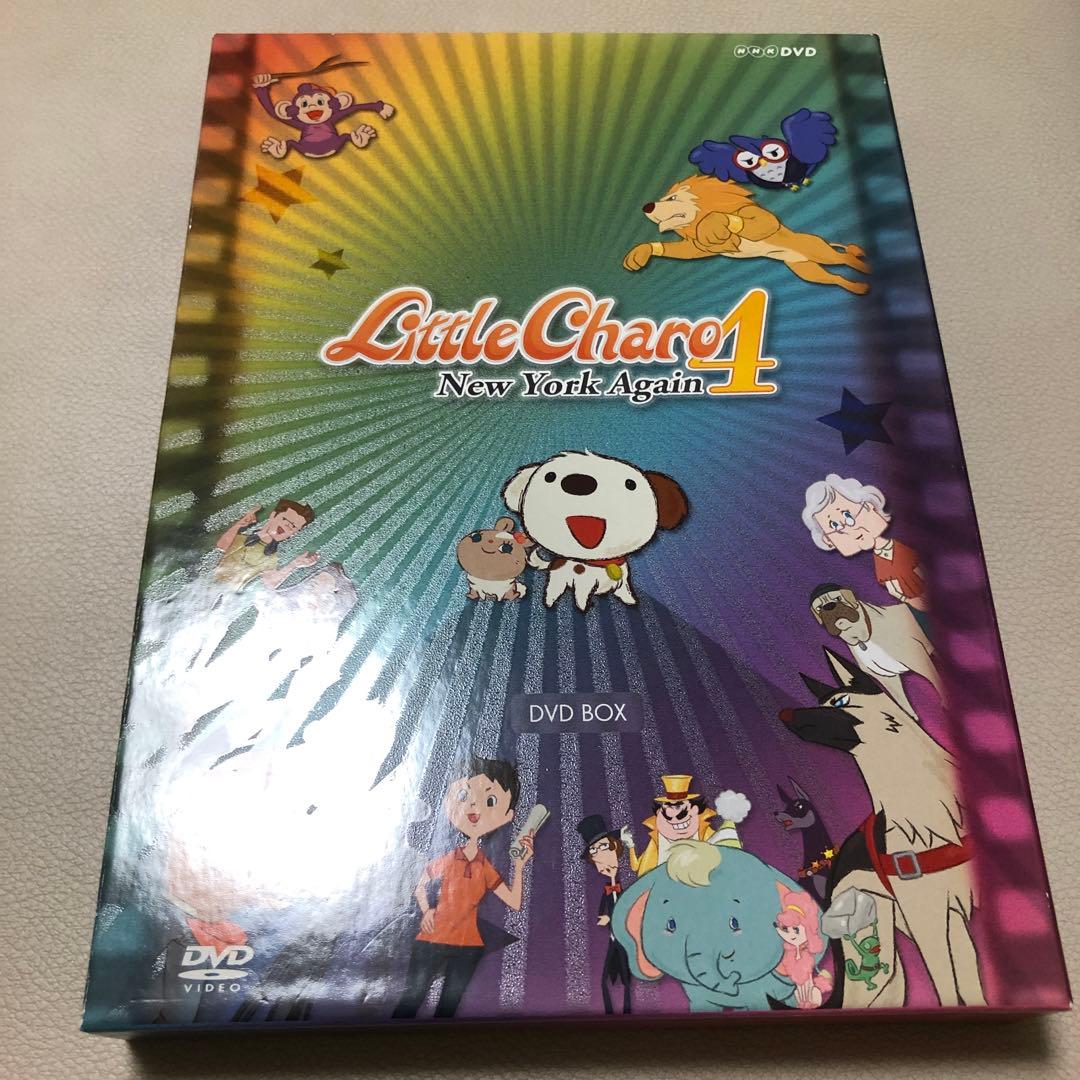 NHK DVD
Little Charo 4
New York Again
DVD BOX
DVD
VIDEO